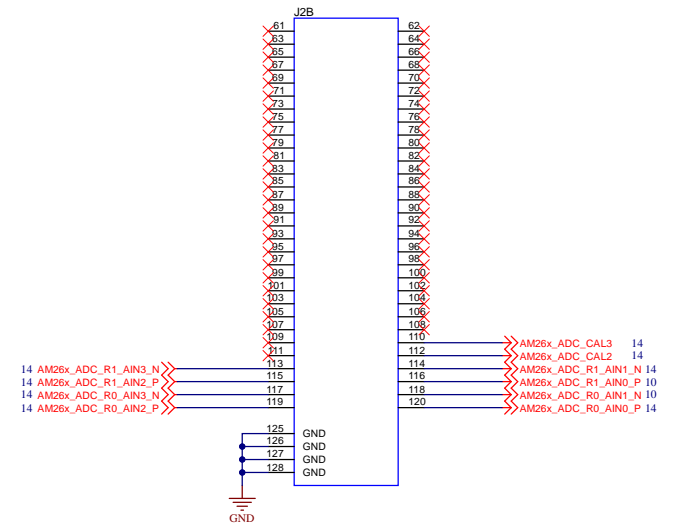 J2B
61 62
63 64
65 66
67 68
69 70
71 72
73 74
75 76
77 78
79 80
81 82
83 84
85 86
87 88
89 90
91 92
93 94
95 96
97 98
99 100
101 102
103 104
105 106
107 108
109 110 AM26x_ADC_CAL3 14
111 112 AM26x_ADC_CAL2 14
14 AM26x_ADC_R1_AIN3_N 113 114 AM26x_ADC_R1_AIN1_N 14
14 AM26x_ADC_R1_AIN2_P 115 116 AM26x_ADC_R1_AIN0_P 10
14 AM26x_ADC_R0_AIN3_N 117 118 AM26x_ADC_R0_AIN1_N 10
14 AM26x_ADC_R0_AIN2_P 119 120 AM26x_ADC_R0_AIN0_P 14
125 GND
126 GND
127 GND
128 GND
GND